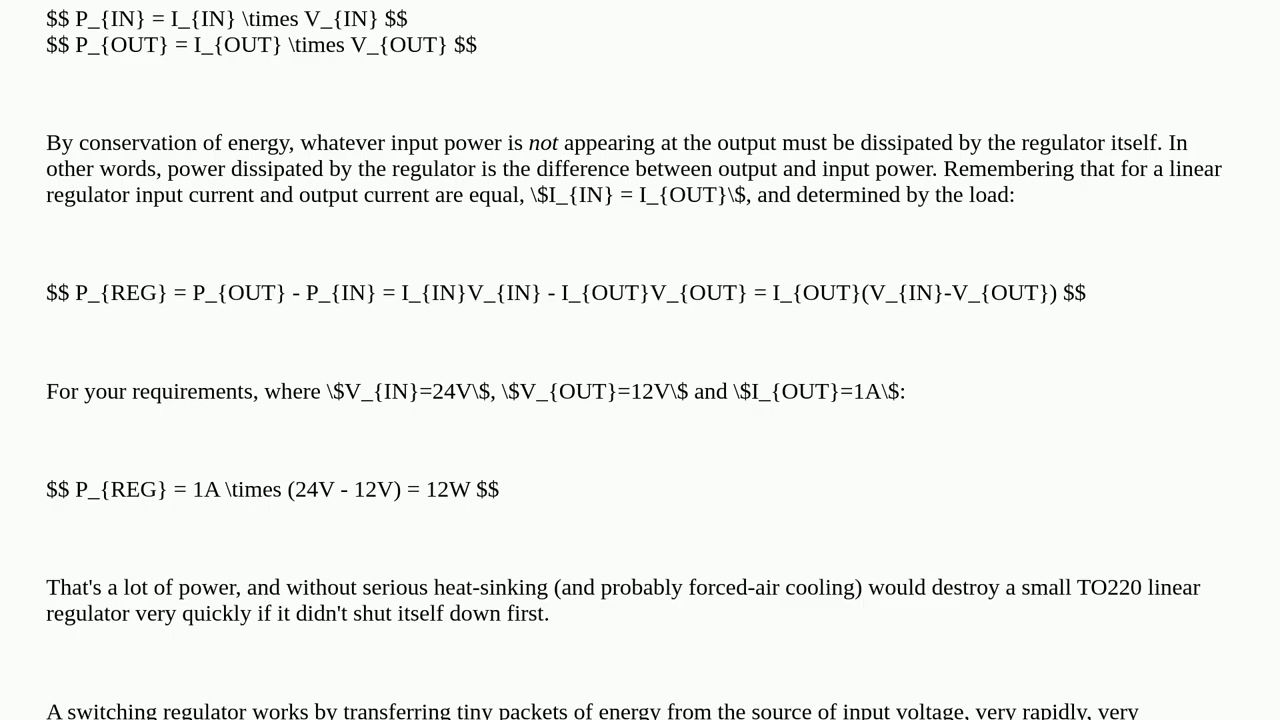 $$ P_{IN} = I_{IN} \times V_{IN} $$
$$ P_{OUT} = I_{OUT} \times V_{OUT} $$
By conservation of energy, whatever input power is not appearing at the output must be dissipated by the regulator itself. In
other words, power dissipated by the regulator is the difference between output and input power. Remembering that for a linear
regulator input current and output current are equal, \$I_{IN} = I_{OUT}\$, and determined by the load:
$$ P_{REG} = P_{OUT} - P_{IN} = I_{IN}V_{IN} - I_{OUT}V_{OUT} = I_{OUT}(V_{IN}-V_{OUT}) $$
For your requirements, where \$V_{IN}=24V\$, \$V_{OUT}=12V\$ and \$I_{OUT}=1A\$:
$$ P_{REG} = 1A \times (24V - 12V) = 12W $$
That's a lot of power, and without serious heat-sinking (and probably forced-air cooling) would destroy a small TO220 linear
regulator very quickly if it didn't shut itself down first.
A switching regulator works by transferring tiny packets of energy from the source of input voltage, very rapidly, very